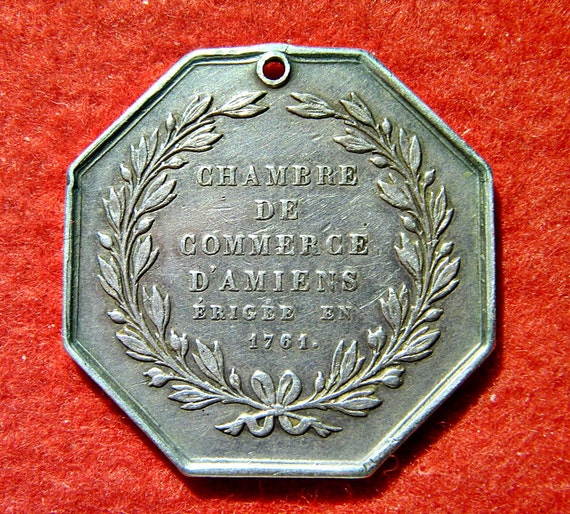 CHAMBRE
DE
COMMERCE
D'AMIENS
ÉRIGÉE EN
1761.